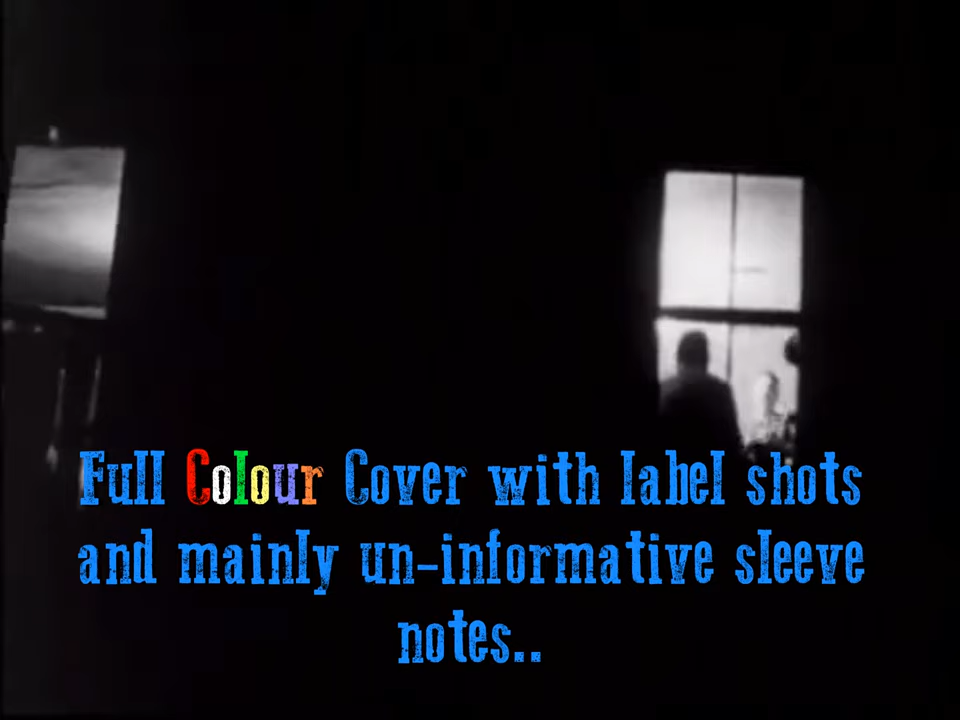 Full Colour Cover with label shots
and mainly un-informative sleeve
notes..